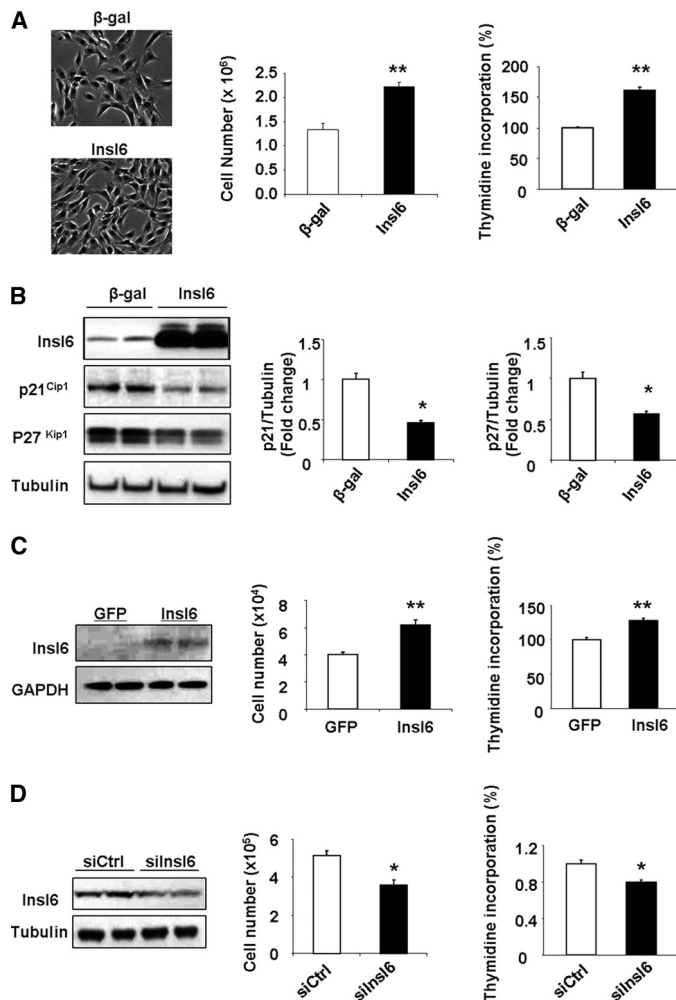 A
β-gal
Insl6
Cell Number (x 10⁶)
2.5
2.0
1.5
1.0
0.5
0.0
**
β-gal
Insl6
Thymidine incorporation (%)
200
150
100
50
0
**
β-gal
Insl6
B
β-gal Insl6
Insl6
p21Cip1
P27 Kip1
Tubulin
p21/Tubulin
(Fold change)
1.5
1
0.5
0
*
β-gal
Insl6
p27/Tubulin
(Fold change)
1.5
1
0.5
0
*
β-gal
Insl6
C
GFP Insl6
Insl6
GAPDH
Cell number (x10⁴)
8
6
4
2
0
**
GFP Insl6
Thymidine incorporation (%)
150
100
50
0
**
GFP Insl6
D
siCtrl siInsl6
Insl6
Tubulin
Cell number (x10⁵)
6
4
2
0
*
siCtrl
siInsl6
Thymidine incorporation (%)
1.2
0.8
0.4
0
*
siCtrl
siInsl6